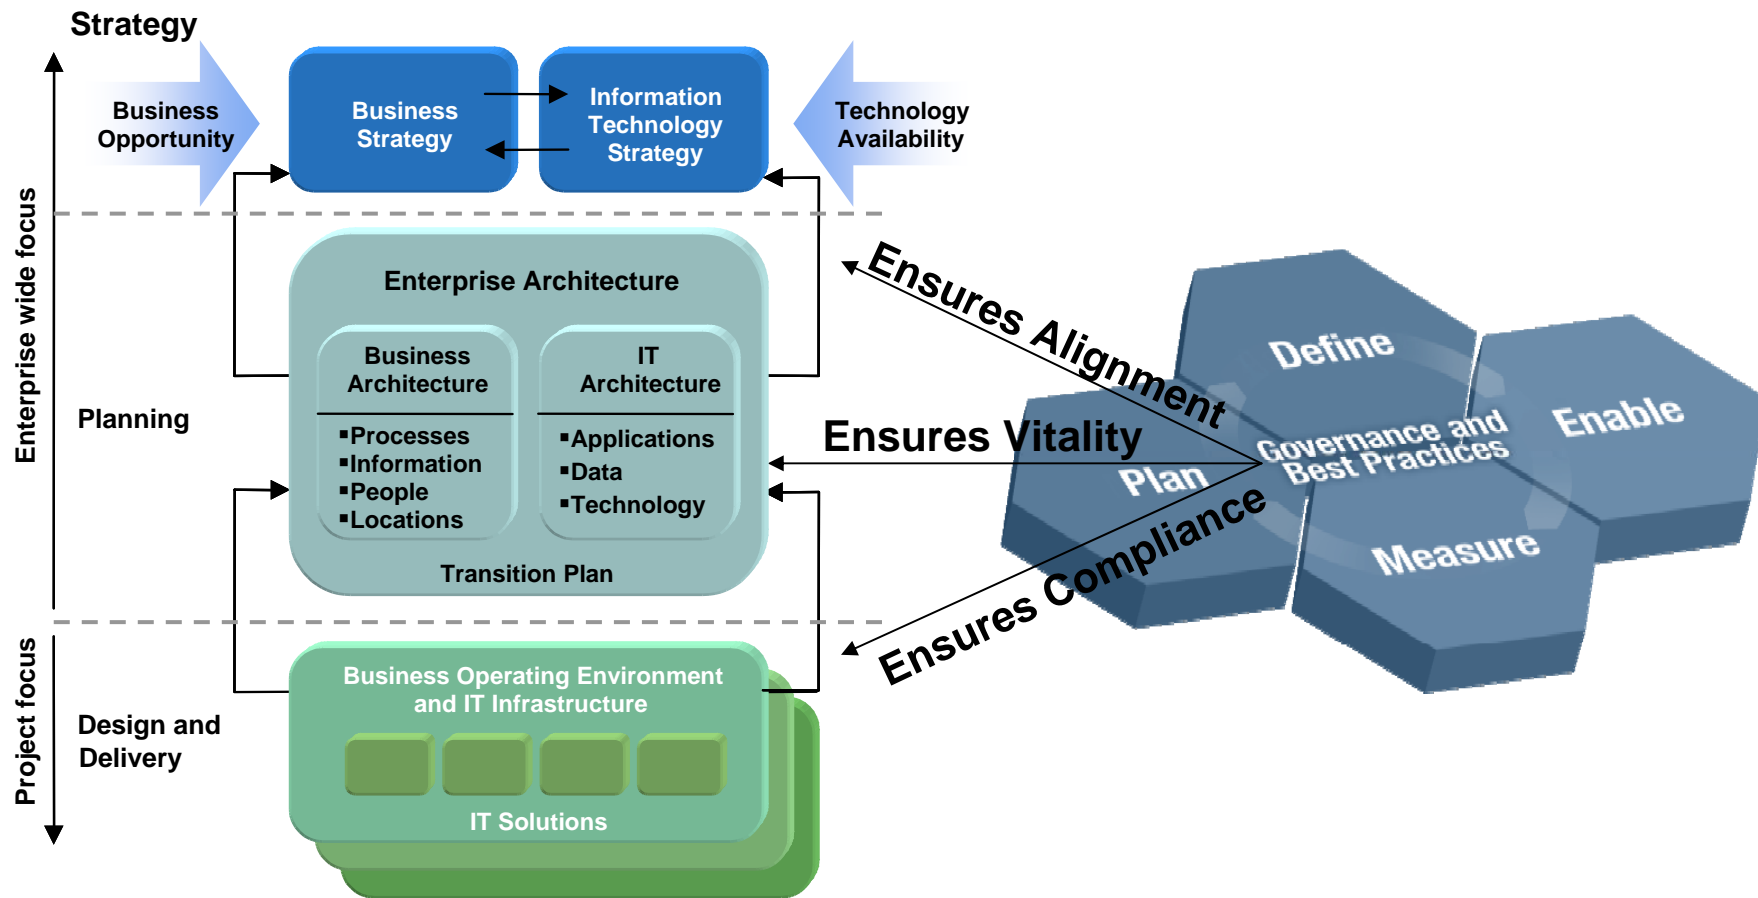 Strategy
Business
Opportunity
Business
Strategy
Information
Technology
Strategy
Technology
Availability
Enterprise wide focus
Planning
Enterprise Architecture
Business
Architecture
▪Processes
▪Information
▪People
▪Locations
IT
Architecture
▪Applications
▪Data
▪Technology
Transition Plan
Project focus
Design and
Delivery
Business Operating Environment
and IT Infrastructure
IT Solutions
Ensures Alignment
Ensures Vitality
Ensures Compliance
Define
Enable
Governance and
Best Practices
Plan
Measure